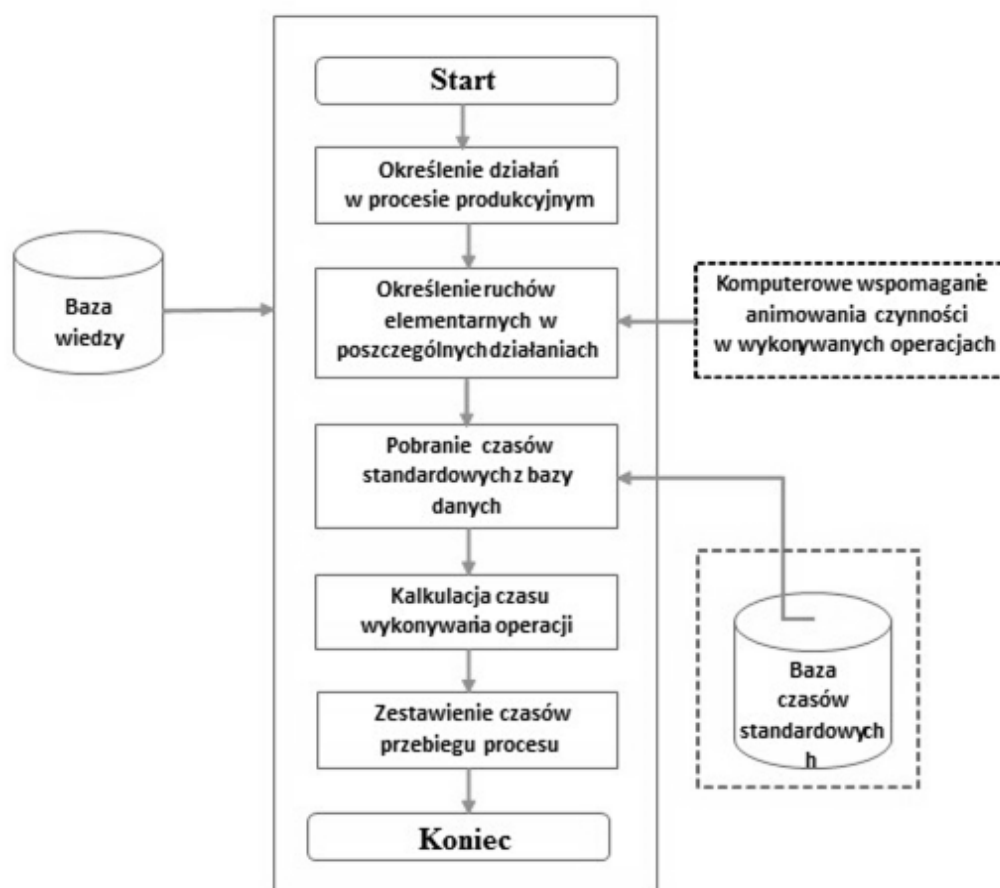 Start
Określenie działań
w procesie produkcyjnym
Baza
wiedzy
Określenie ruchów
elementarnych w
poszczególnych działaniach
Komputerowe wspomaganie
animowania czynności
w wykonywanych operacjach
Pobranie czasów
standardowych z bazy
danych
Kalkulacja czasu
wykonywania operacji
Baza
czasów
standardowych
h
Zestawienie czasów
przebiegu procesu
Koniec